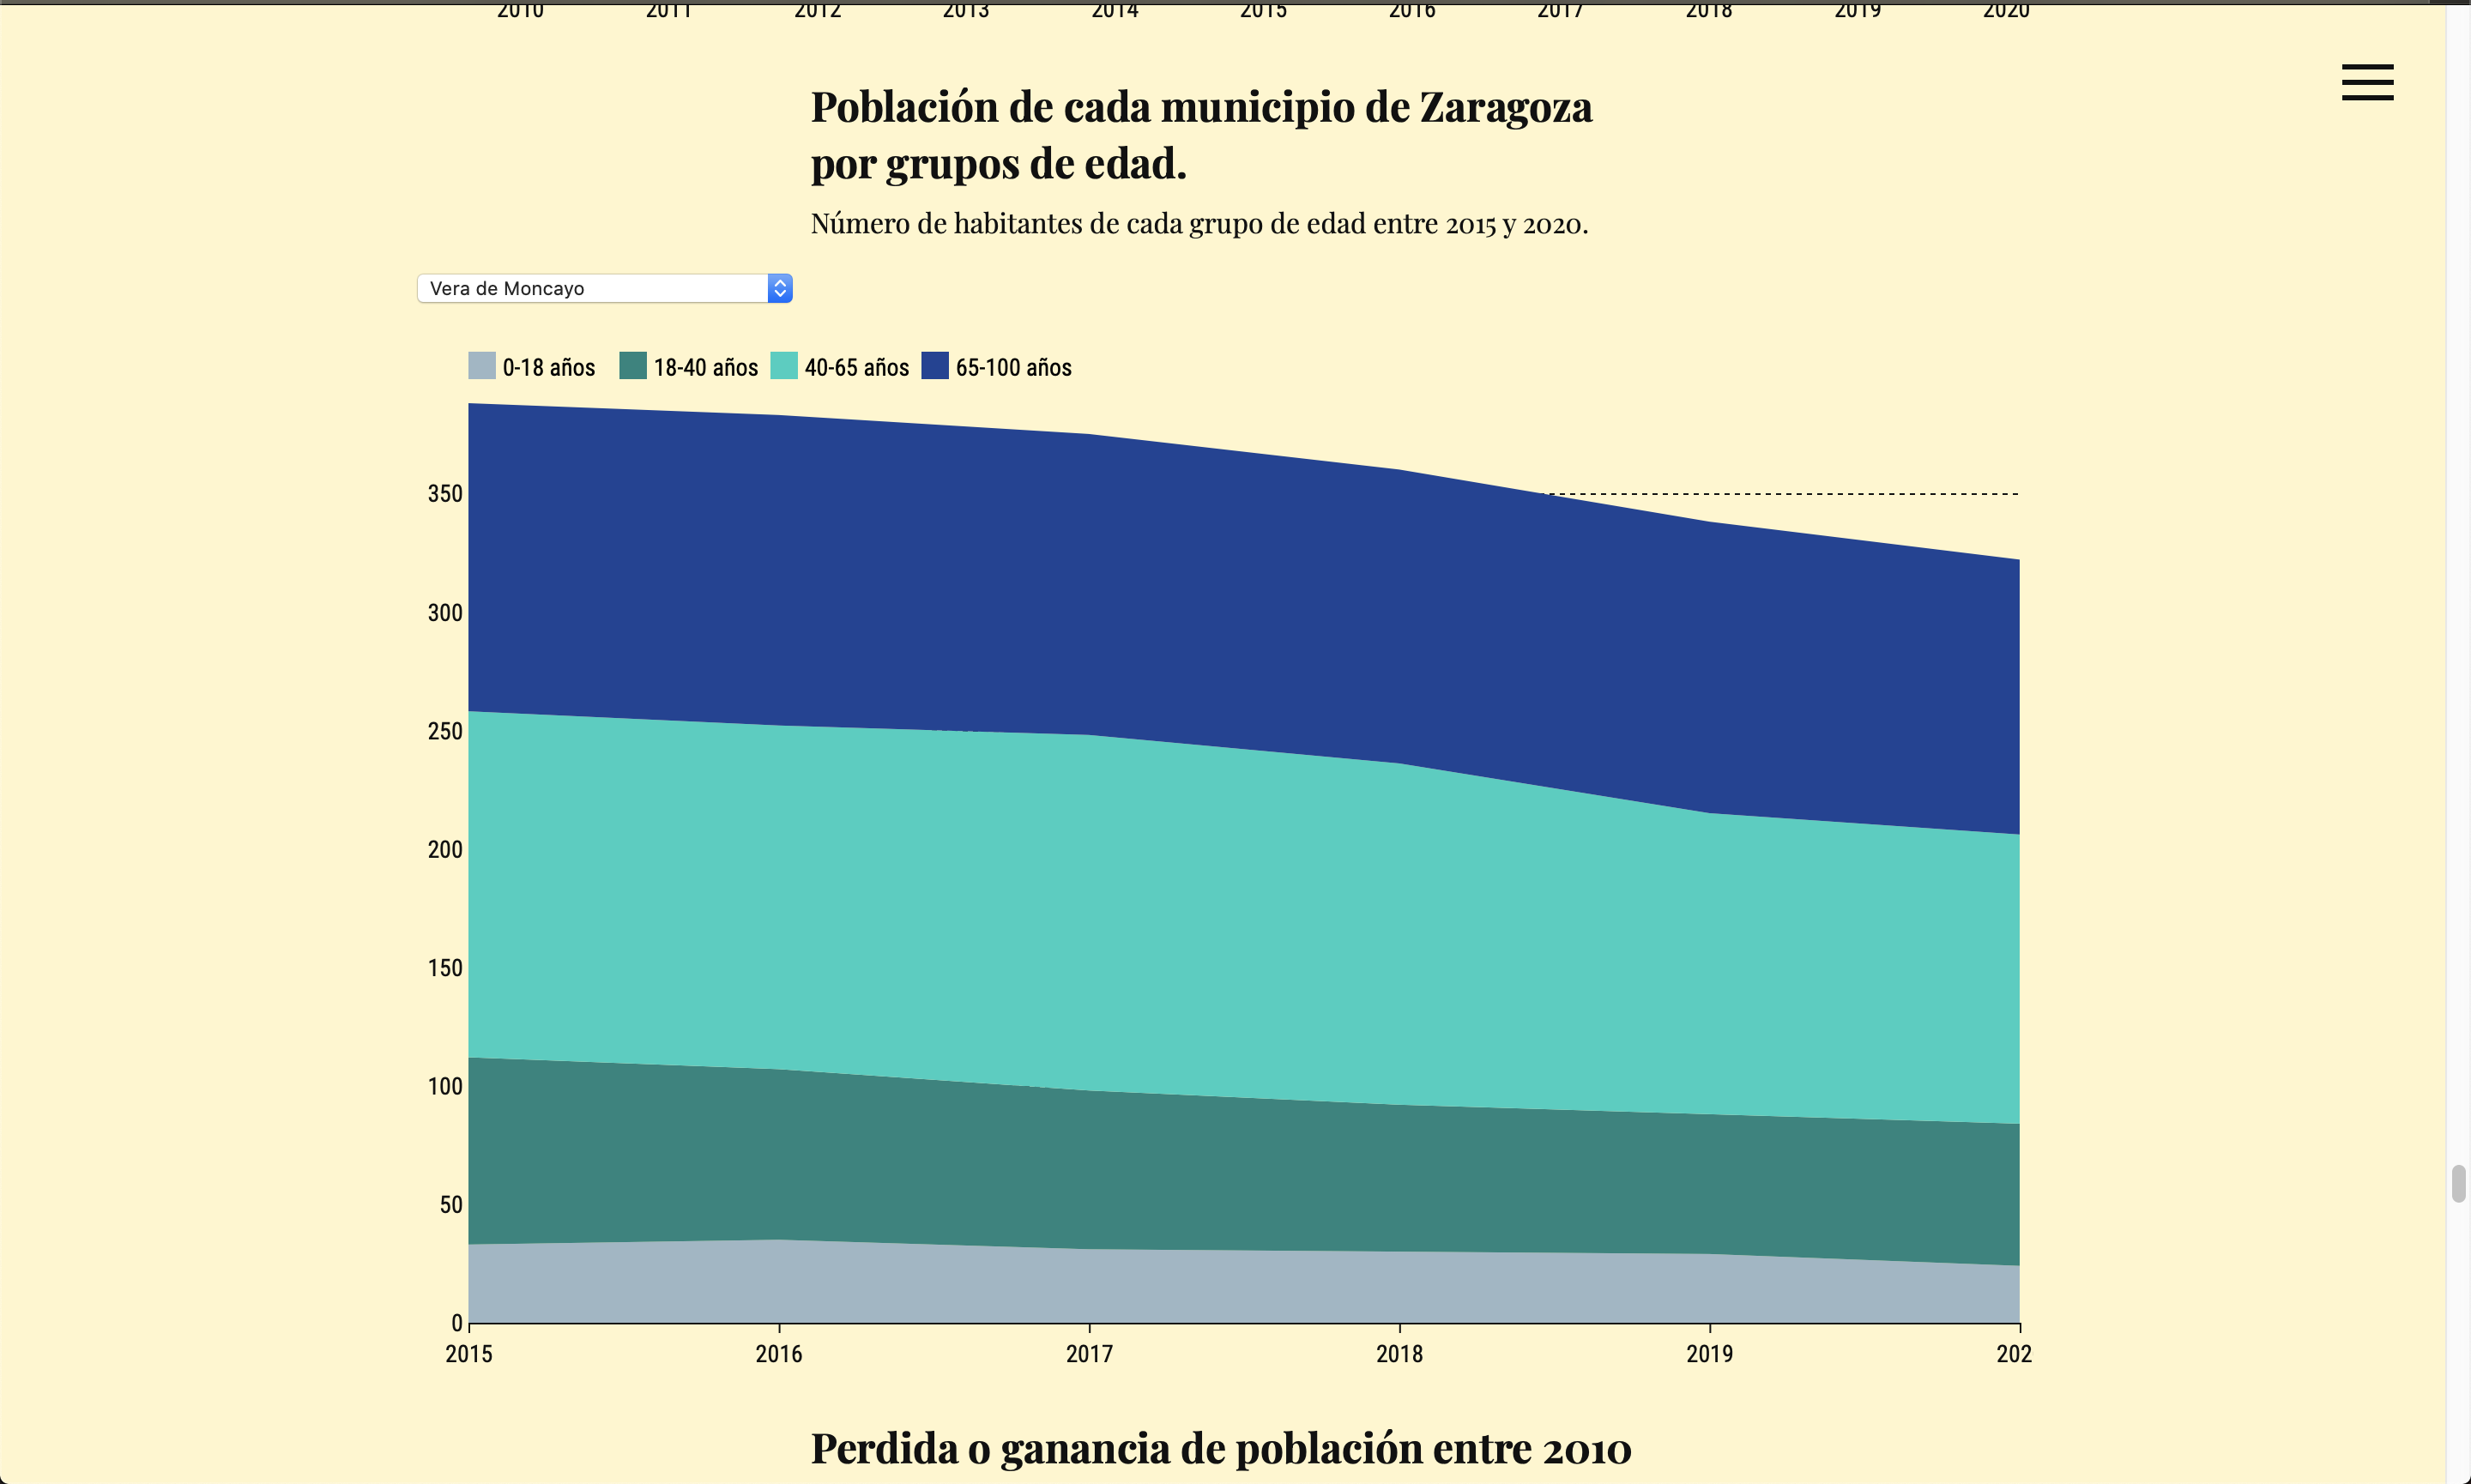 2010 2011 2012 2013 2014 2015 2016 2017 2018 2019 2020
Población de cada municipio de Zaragoza
por grupos de edad.
Número de habitantes de cada grupo de edad entre 2015 y 2020.
Vera de Moncayo
0-18 años 18-40 años 40-65 años 65-100 años
350
300
250
200
150
100
50
0
2015 2016 2017 2018 2019 202
Perdida o ganancia de población entre 2010